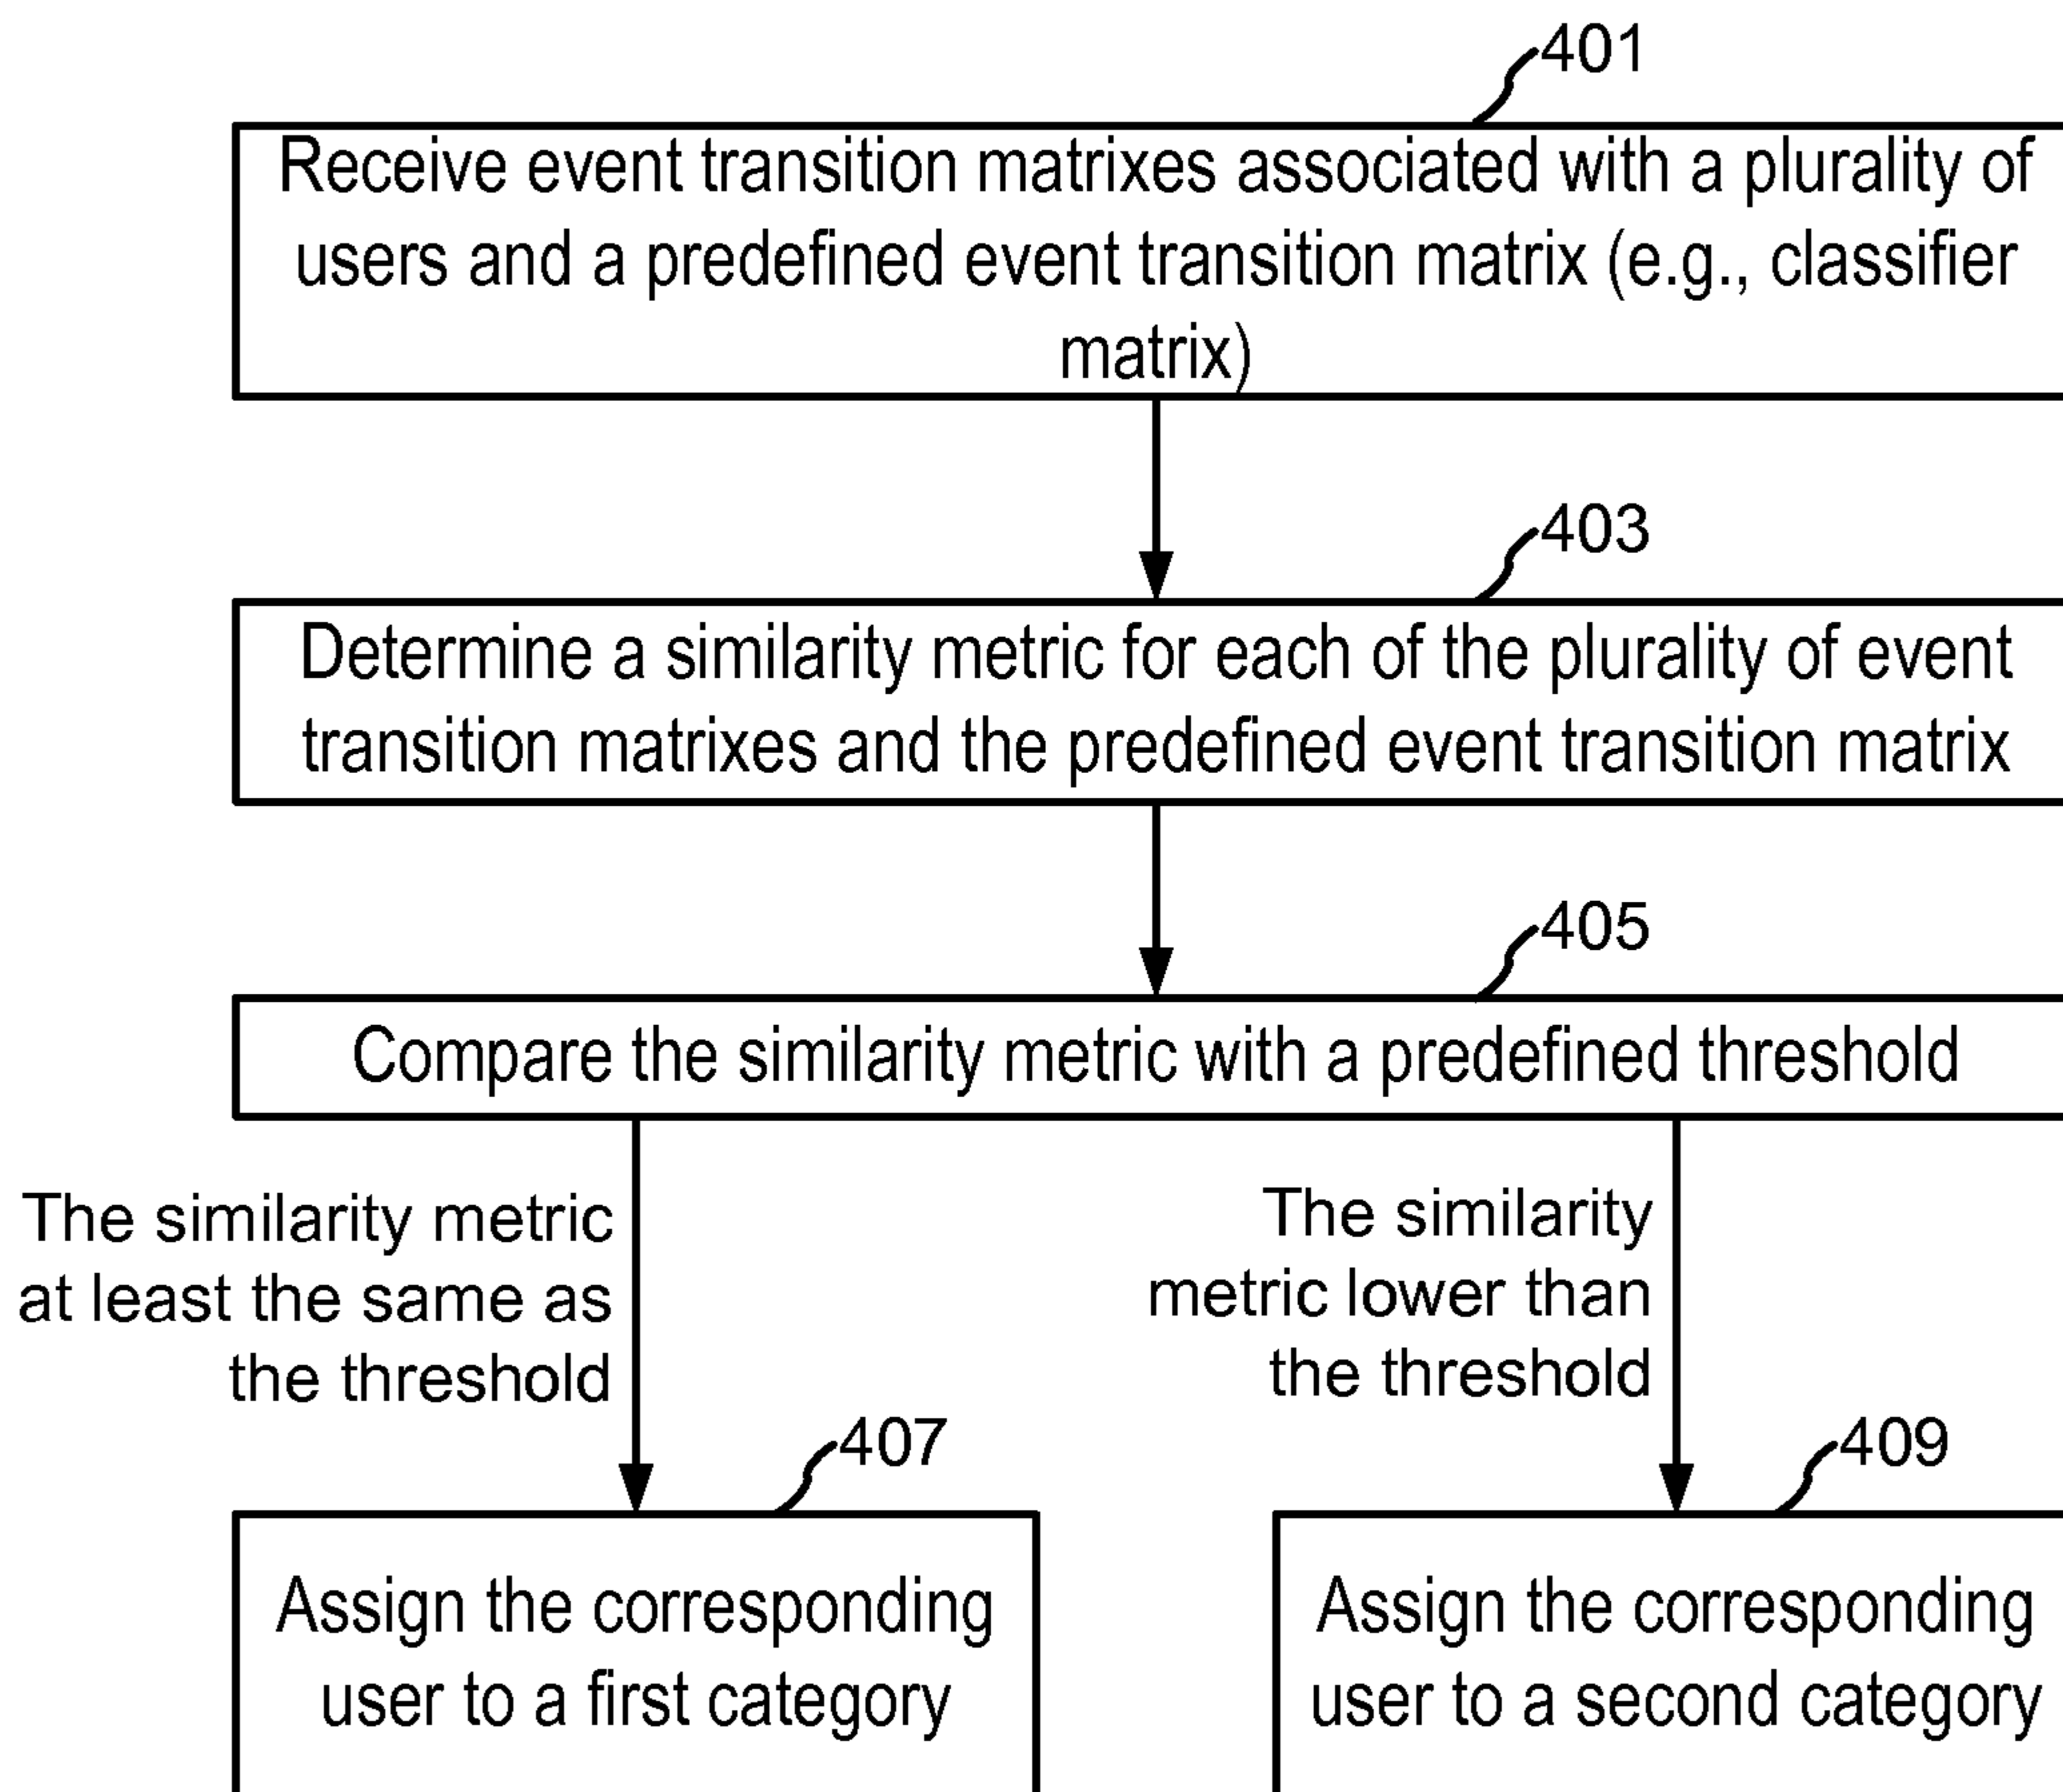 401
Receive event transition matrixes associated with a plurality of
users and a predefined event transition matrix (e.g., classifier
matrix)
403
Determine a similarity metric for each of the plurality of event
transition matrixes and the predefined event transition matrix
405
Compare the similarity metric with a predefined threshold
The similarity metric
at least the same as
the threshold
The similarity
metric lower than
the threshold
407
409
Assign the corresponding
user to a first category
Assign the corresponding
user to a second category